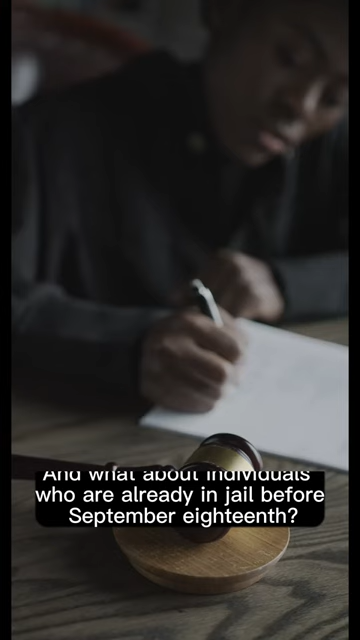 And what about individuals
who are already in jail before
September eighteenth?